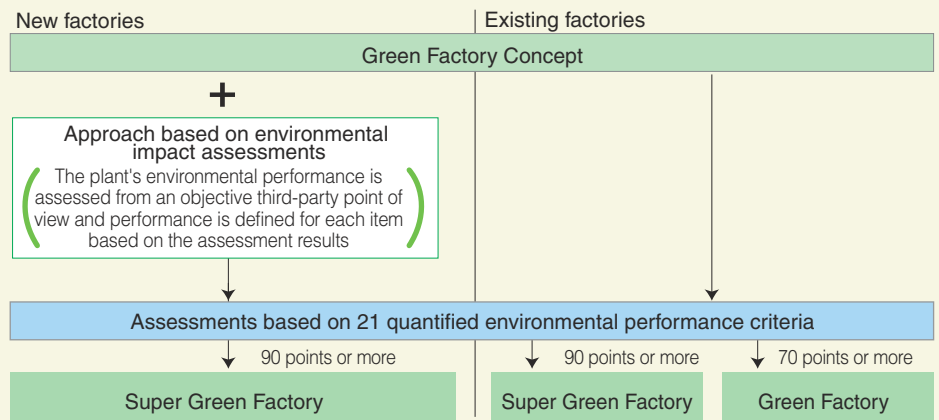 New factories
Existing factories
Green Factory Concept
+
Approach based on environmental
impact assessments
The plant's environmental performance is
assessed from an objective third-party point of
view and performance is defined for each item
based on the assessment results
Assessments based on 21 quantified environmental performance criteria
90 points or more
90 points or more
70 points or more
Super Green Factory
Super Green Factory
Green Factory